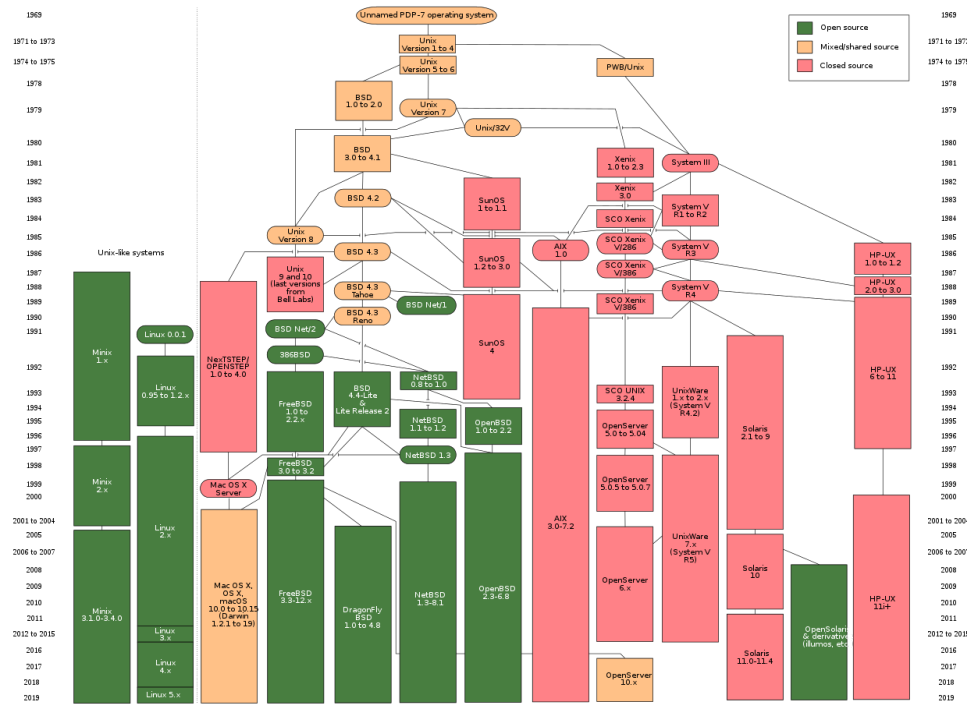 Unnamed PDP-7 operating system
1969
1971 to 1973
1974 to 1975
1978
1979
1980
1981
1982
1983
1984
1985
1986
1987
1988
1989
1990
1991
1992
1993
1994
1995
1996
1997
1998
1999
2000
2001 to 2004
2005
2006 to 2007
2008
2009
2010
2011
2012 to 2015
2016
2017
2018
2019
Open source
Mixed/shared source
Closed source
Unix-like systems
Minix
1.x
Minix
2.x
Minix
3.1.0-3.4.0
Linux 0.0.1
Linux
0.95 to 1.2.x
Linux
2.x
Linux
3.x
Linux
4.x
Linux 5.x
Unix
Version 1 to 4
Unix
Version 5 to 6
PWB/Unix
BSD
1.0 to 2.0
Unix
Version 7
Unix/32V
BSD
3.0 to 4.1
BSD 4.2
Unix
Version 8
BSD 4.3
Unix
9 and 10
(last versions
from
Bell Labs)
BSD 4.3
Tahoe
BSD 4.3
Reno
BSD Net/1
BSD Net/2
386BSD
NexTSTEP/
OPENSTEP
1.0 to 4.0
Mac OS X
Server
Mac OS X,
OS X,
macOS
10.0 to 10.15
(Darwin
1.2.1 to 19)
FreeBSD
1.0 to
2.2.x
FreeBSD
3.0 to 3.2
FreeBSD
3.3-12.x
BSD
4.4-Lite
&
Lite Release 2
DragonFly
BSD
1.0 to 4.8
NetBSD
0.8 to 1.0
NetBSD
1.1 to 1.2
NetBSD 1.3
NetBSD
1.3-8.1
OpenBSD
1.0 to 2.2
OpenBSD
2.3-6.8
SunOS
1 to 1.1
SunOS
1.2 to 3.0
SunOS
4
AIX
1.0
AIX
3.0-7.2
Xenix
1.0 to 2.3
Xenix
3.0
SCO Xenix
SCO Xenix
V/286
SCO Xenix
V/386
SCO Xenix
V/386
SCO UNIX
3.2.4
OpenServer
5.0 to 5.04
OpenServer
5.0.5 to 5.0.7
OpenServer
6.x
OpenServer
10.x
System III
System V
R1 to R2
System V
R3
System V
R4
UnixWare
1.x to 2.x
(System V
R4.2)
UnixWare
7.x
(System V
R5)
Solaris
2.1 to 9
Solaris
10
Solaris
11.0-11.4
OpenSolaris
& derivative
(illumos, etc
HP-UX
1.0 to 1.2
HP-UX
2.0 to 3.0
HP-UX
6 to 11
HP-UX
11i+
1969
1971 to 1973
1974 to 1975
1978
1979
1980
1981
1982
1983
1984
1985
1986
1987
1988
1989
1990
1991
1992
1993
1994
1995
1996
1997
1998
1999
2000
2001 to 2004
2005
2006 to 2007
2008
2009
2010
2011
2012 to 2015
2016
2017
2018
2019